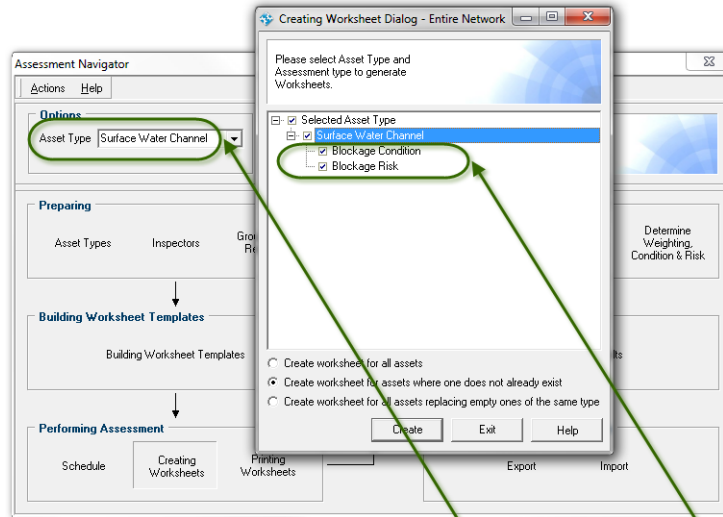 Creating Worksheet Dialog - Entire Network
Please select Asset Type and
Assessment type to generate
Worksheets.
Selected Asset Type
Surface Water Channel
Blockage Condition
Blockage Risk
Create worksheet for all assets
Create worksheet for assets where one does not already exist
Create worksheet for all assets replacing empty ones of the same type
Create
Exit
Help
Assessment Navigator
Actions Help
Options
Asset Type Surface Water Channel
Preparing
Asset Types
Inspectors
Determine
Weighting,
Condition & Risk
Building Worksheet Templates
Building Worksheet Templates
Performing Assessment
Schedule
Creating
Worksheets
Printing
Worksheets
Export
Import